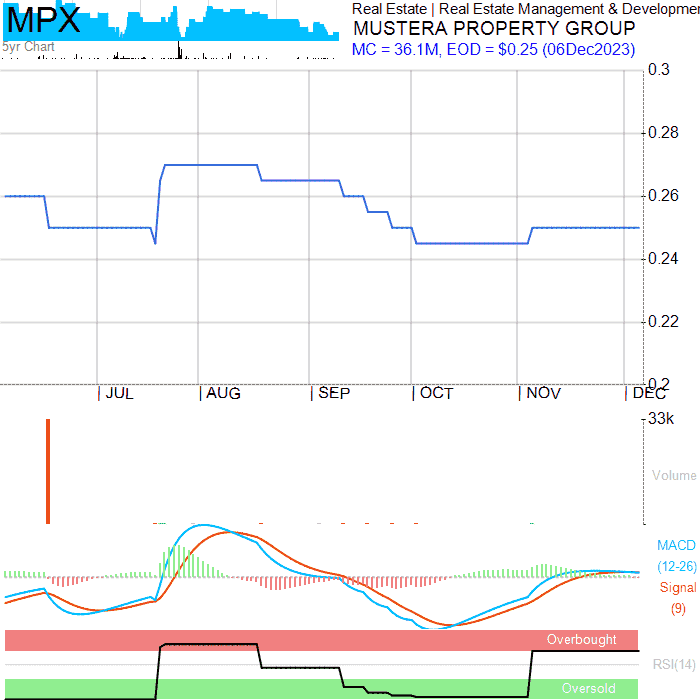 MPX
5yr Chart
Real Estate | Real Estate Management & Developmen
MUSTERA PROPERTY GROUP
MC = 36.1M, EOD = $0.25 (06Dec2023)
0.3
0.28
0.26
0.24
0.22
0.2
JUL AUG SEP OCT NOV DEC
33k
Volume
MACD
(12-26)
Signal
(9)
Overbought
RSI(14)
Oversold